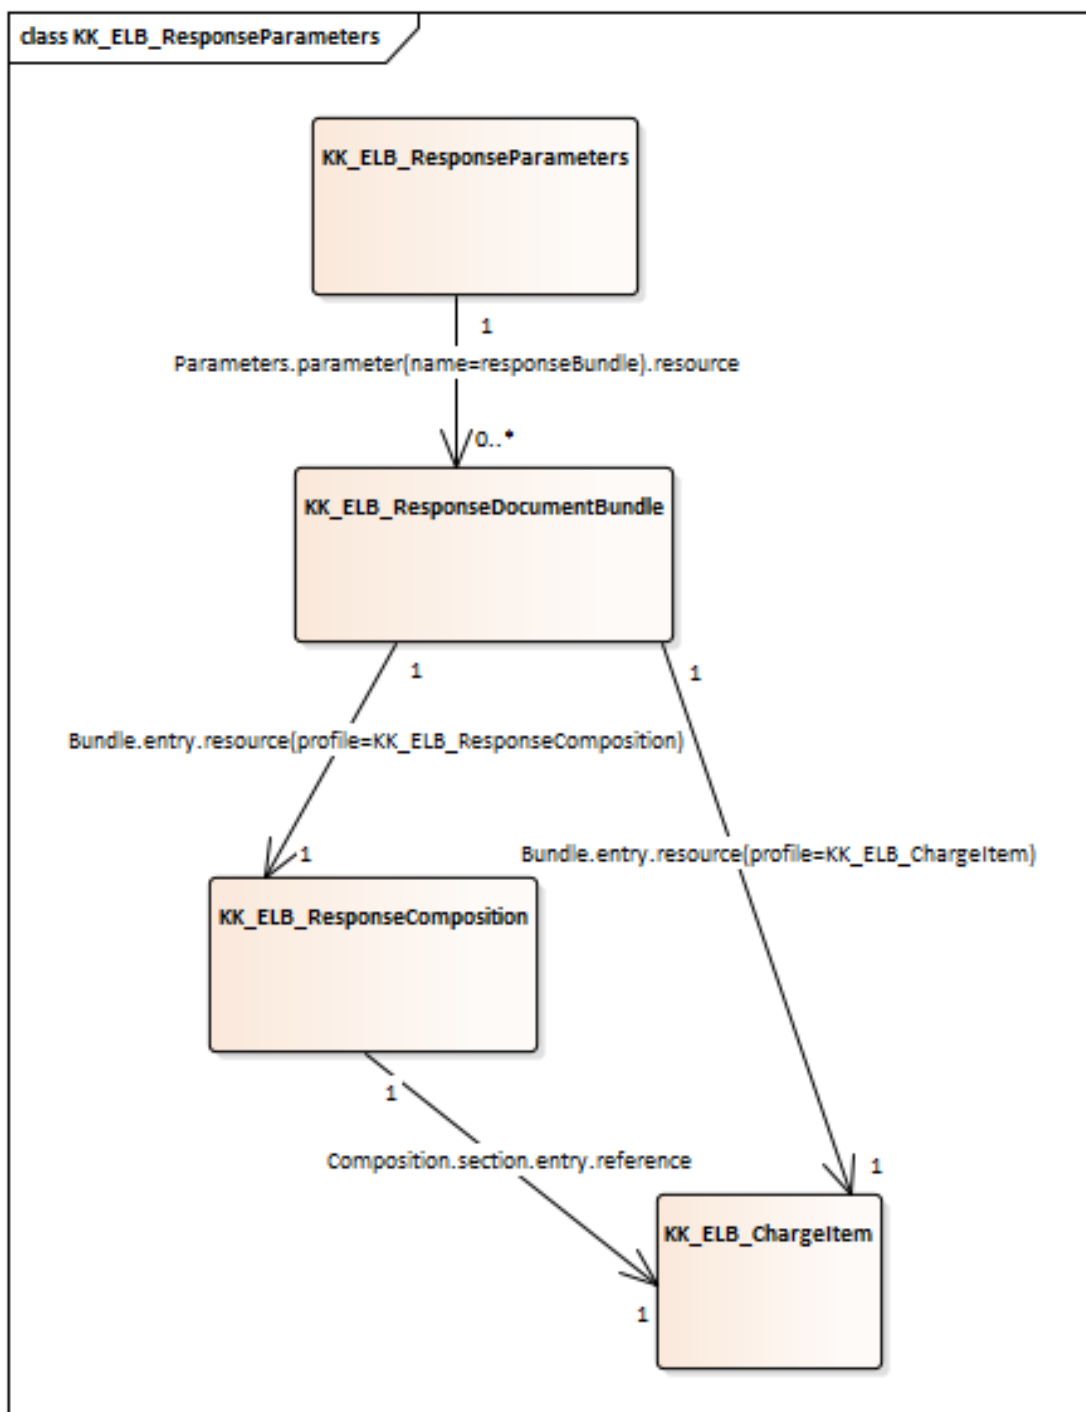 class KK_ELB_ResponseParameters
KK_ELB_ResponseParameters
1
Parameters.parameter(name=responseBundle).resource
0..*
KK_ELB_ResponseDocumentBundle
1
1
Bundle.entry.resource(profile=KK_ELB_ResponseComposition)
1
Bundle.entry.resource(profile=KK_ELB_ChargeItem)
KK_ELB_ResponseComposition
1
Composition.section.entry.reference
1
KK_ELB_ChargeItem
1